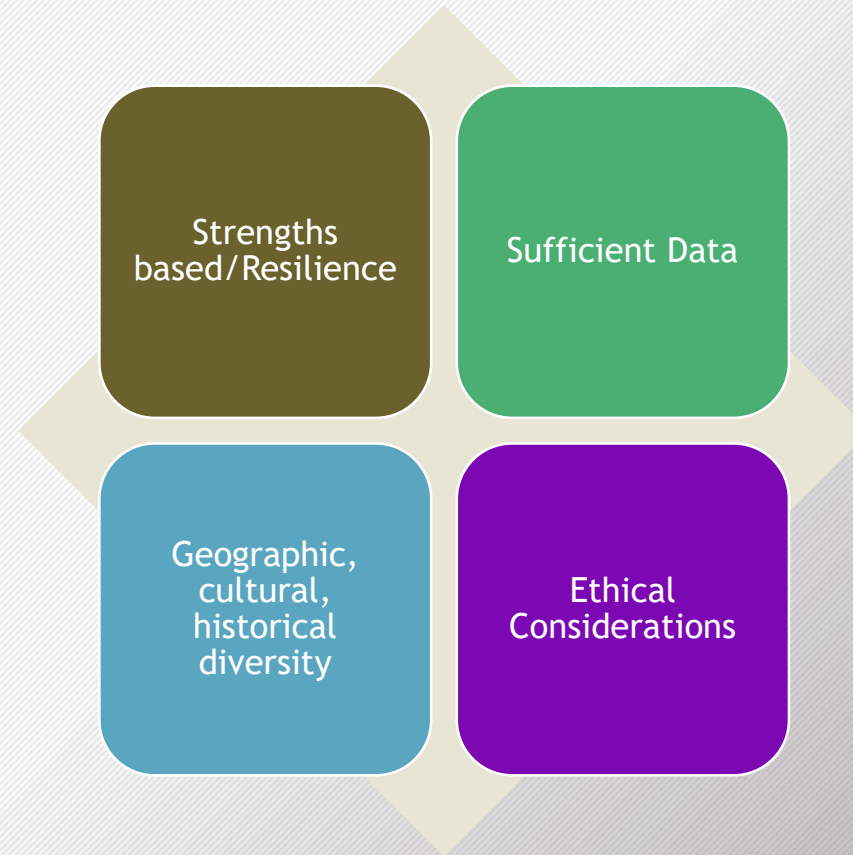 Strengths
based/Resilience
Sufficient Data
Geographic,
cultural,
historical
diversity
Ethical
Considerations